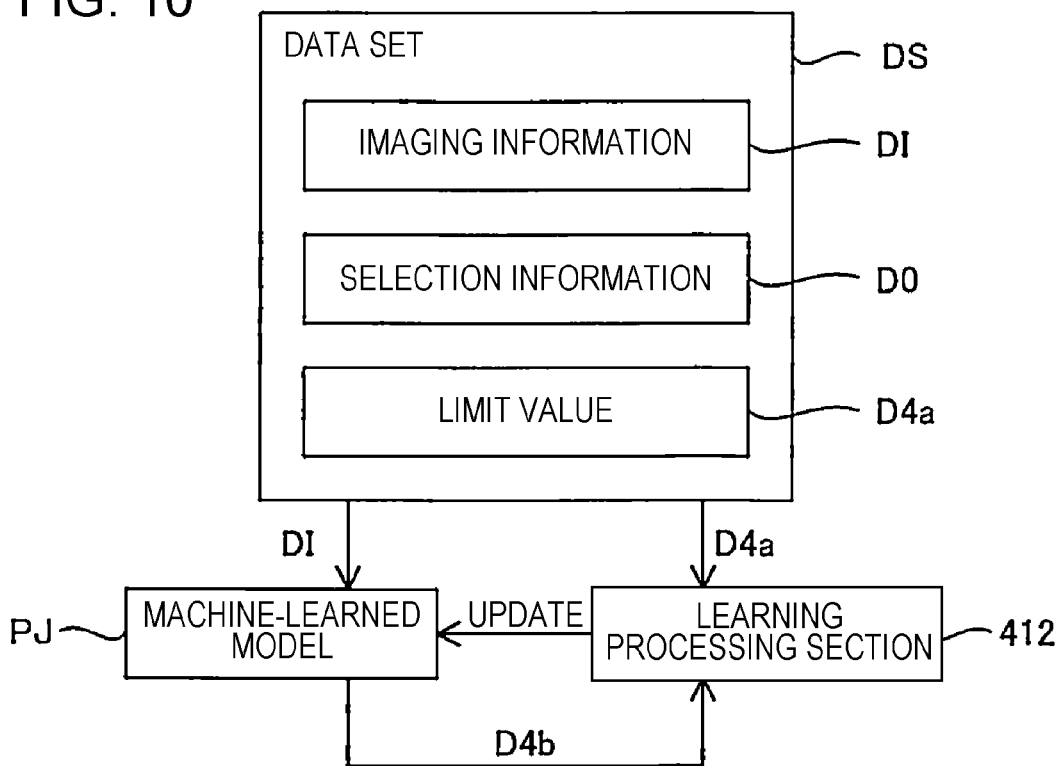 FIG. 10
DATA SET
DS
IMAGING INFORMATION
DI
SELECTION INFORMATION
D0
LIMIT VALUE
D4a
DI
D4a
PJ
MACHINE-LEARNED
MODEL
UPDATE
LEARNING
PROCESSING SECTION
412
D4b